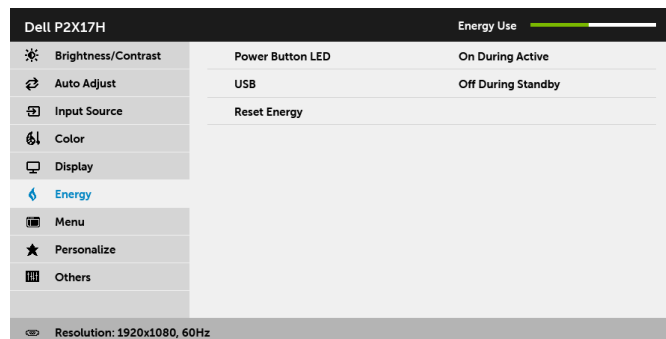 Dell P2X17H Energy Use
Brightness/Contrast Power Button LED On During Active
Auto Adjust USB Off During Standby
Input Source Reset Energy
Color
Display
Energy
Menu
Personalize
Others
Resolution: 1920x1080, 60Hz